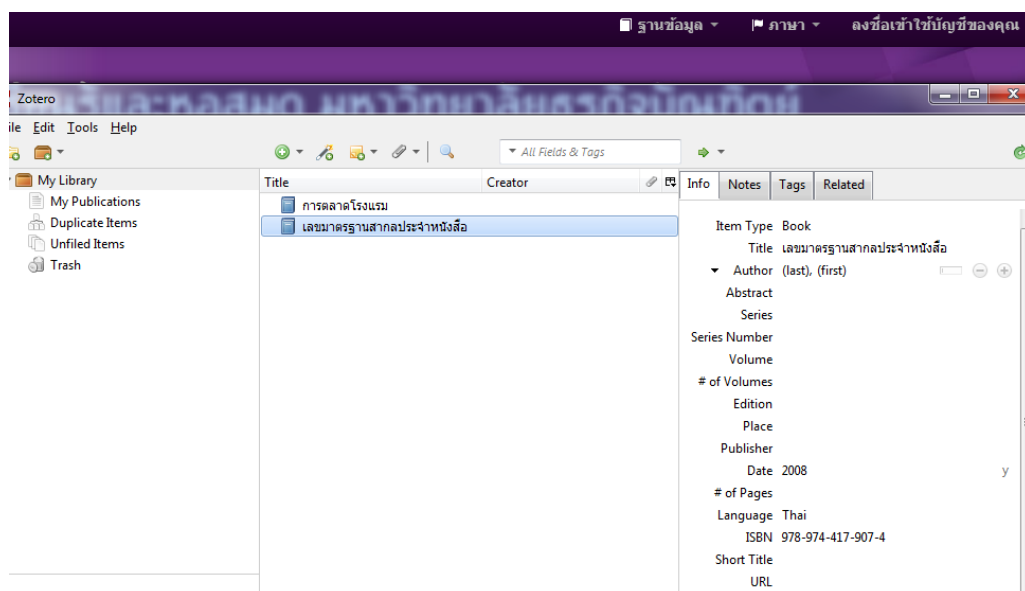 ฐานข้อมูล ภาษา ลงชื่อเข้าใช้บัญชีของคุณ
Zotero
ile Edit Tools Help
All Fields & Tags
My Library
My Publications
Duplicate Items
Unfiled Items
Trash
Title Creator
การตลาดโรงแรม
เลขมาตรฐานสากลประจำหนังสือ
Info Notes Tags Related
Item Type Book
Title เลขมาตรฐานสากลประจำหนังสือ
Author (last), (first)
Abstract
Series
Series Number
Volume
# of Volumes
Edition
Place
Publisher
Date 2008 y
# of Pages
Language Thai
ISBN 978-974-417-907-4
Short Title
URL